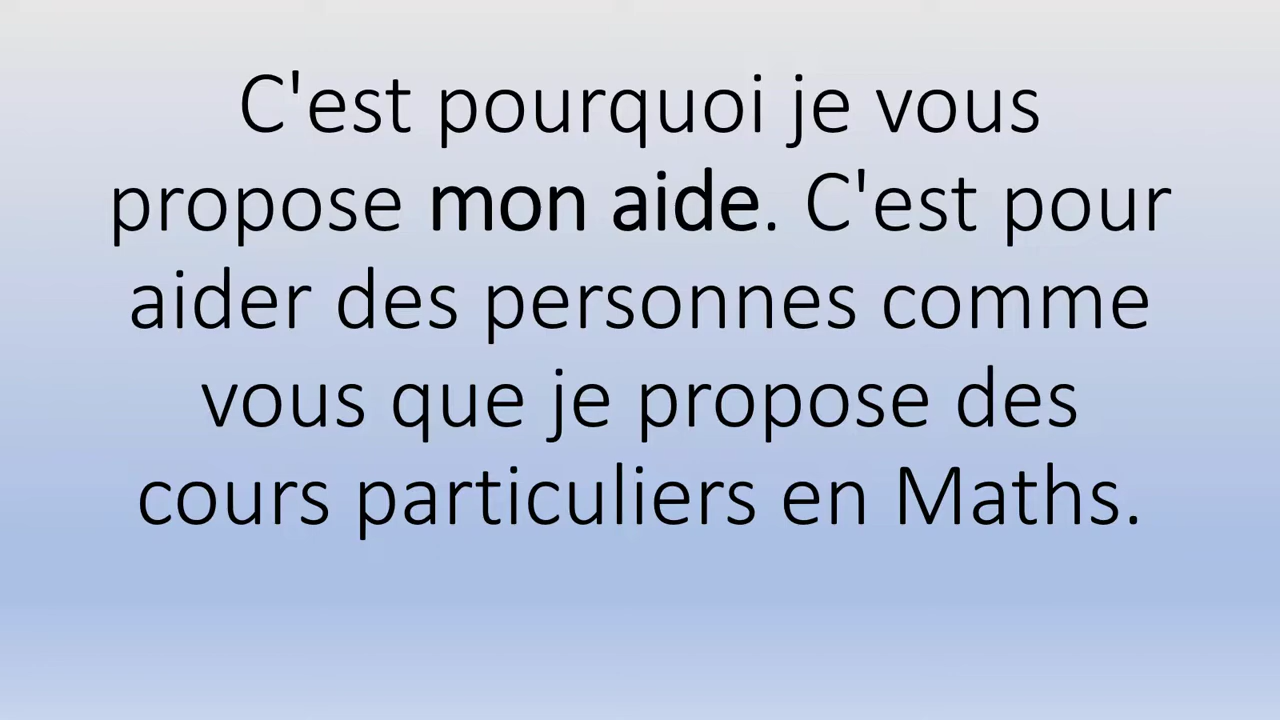 C'est pourquoi je vous
propose mon aide. C'est pour
aider des personnes comme
vous que je propose des
cours particuliers en Maths.